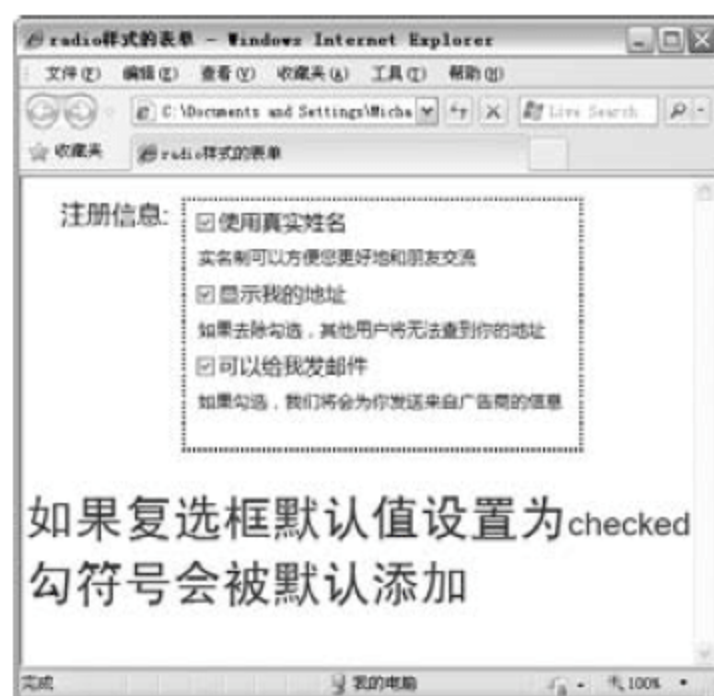 radio样式的表单 - Windows Internet Explorer
文件(F) 编辑(E) 查看(V) 收藏夹(A) 工具(T) 帮助(H)
C:\Documents and Settings\Micha Live Search
收藏夹 radio样式的表单
注册信息: 使用真实姓名
实名制可以方便您更好地和朋友交流
显示我的地址
如果去除勾选，其他用户将无法查到你的地址
可以给我发邮件
如果勾选，我们将会为你发送来自广告商的信息
如果复选框默认值设置为checked
勾符号会被默认添加
完成 我的电脑 100%